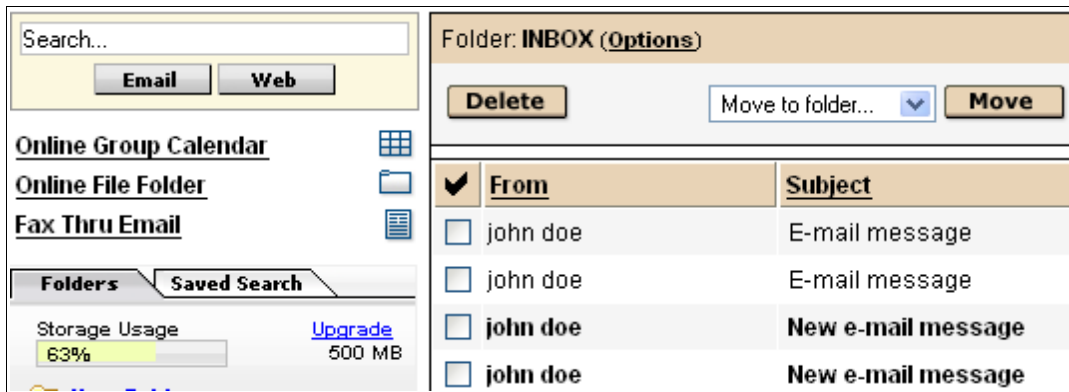 Search...
Email Web
Online Group Calendar
Online File Folder
Fax Thru Email
Folders Saved Search
Storage Usage Upgrade
63% 500 MB
Folder: INBOX (Options)
Delete Move to folder... Move
From Subject
john doe E-mail message
john doe E-mail message
john doe New e-mail message
john doe New e-mail message